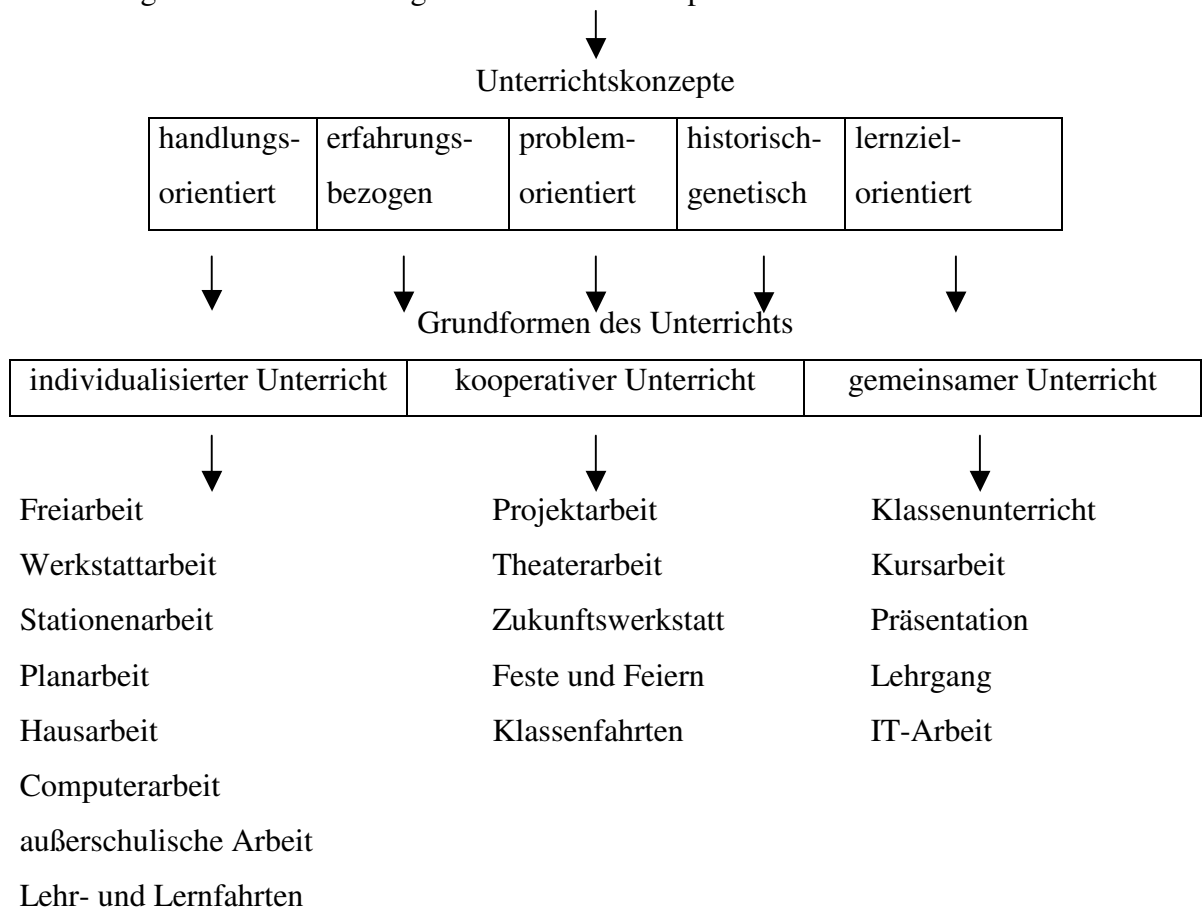 Unterrichtskonzepte
handlungs- erfahrungs- problem- historisch- lernziel-
orientiert bezogen orientiert genetisch orientiert
Grundformen des Unterrichts
individualisierter Unterricht kooperativer Unterricht gemeinsamer Unterricht
Freiarbeit Projektarbeit Klassenunterricht
Werkstattarbeit Theaterarbeit Kursarbeit
Stationenarbeit Zukunftswerkstatt Präsentation
Planarbeit Feste und Feiern Lehrgang
Hausarbeit Klassenfahrten IT-Arbeit
Computerarbeit
außerschulische Arbeit
Lehr- und Lernfahrten